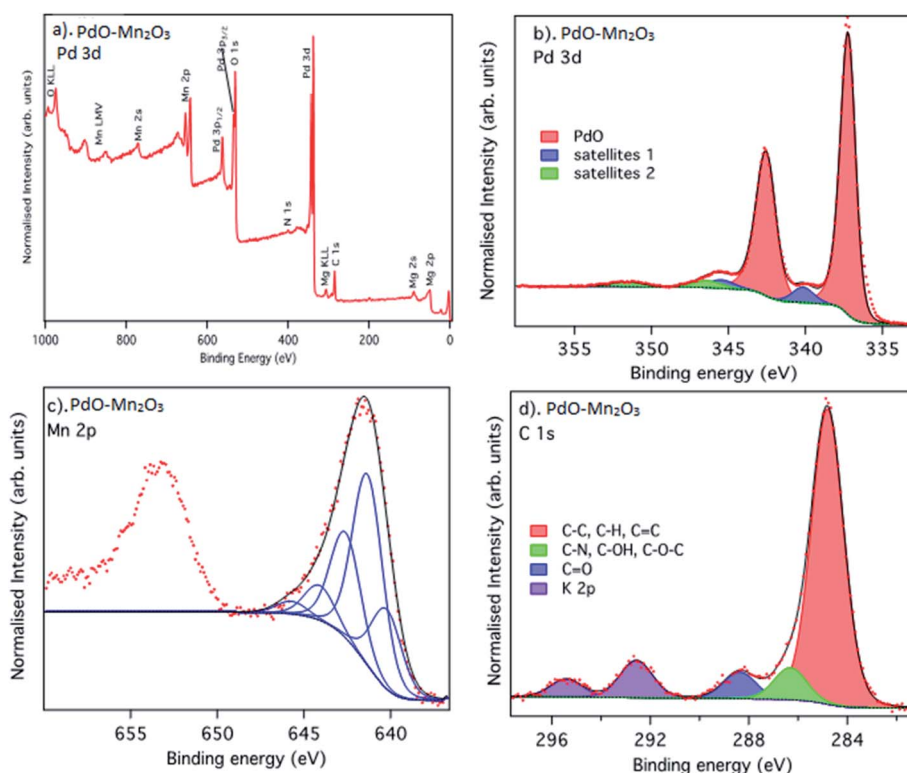 a). PdO-Mn₂O₃
Pd 3d
O KLL
Mn LMV
Mn 2s
Mn 2p
Pd 3p₁/₂
Pd 3p₃/₂
O 1s
N 1s
Pd 3d
Mg KLL
C 1s
Mg 2s
Mg 2p
Normalised Intensity (arb. units)
1000 800 600 400 200 0
Binding Energy (eV)
b). PdO-Mn₂O₃
Pd 3d
PdO
satellites 1
satellites 2
Normalised Intensity (arb. units)
355 350 345 340 335
Binding energy (eV)
c). PdO-Mn₂O₃
Mn 2p
Normalised Intensity (arb. units)
655 650 645 640
Binding energy (eV)
d). PdO-Mn₂O₃
C 1s
C-C, C-H, C=C
C-N, C-OH, C-O-C
C=O
K 2p
Normalised Intensity (arb. units)
296 292 288 284
Binding energy (eV)